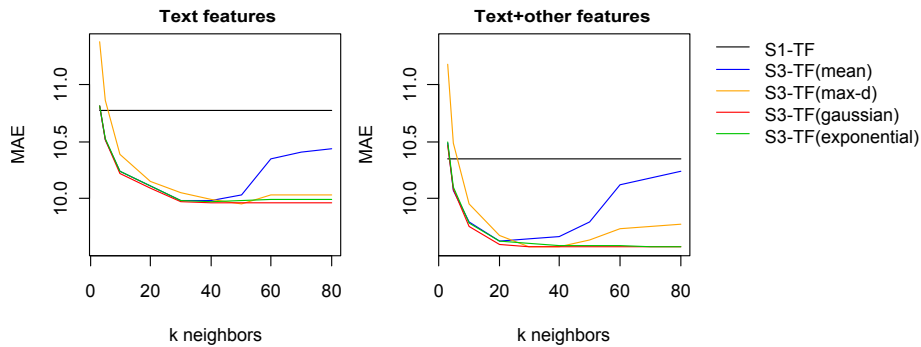 Text features
Text+other features
MAE
10.0 10.5 11.0
0 20 40 60 80
k neighbors
MAE
10.0 10.5 11.0
0 20 40 60 80
k neighbors
S1-TF
S3-TF(mean)
S3-TF(max-d)
S3-TF(gaussian)
S3-TF(exponential)